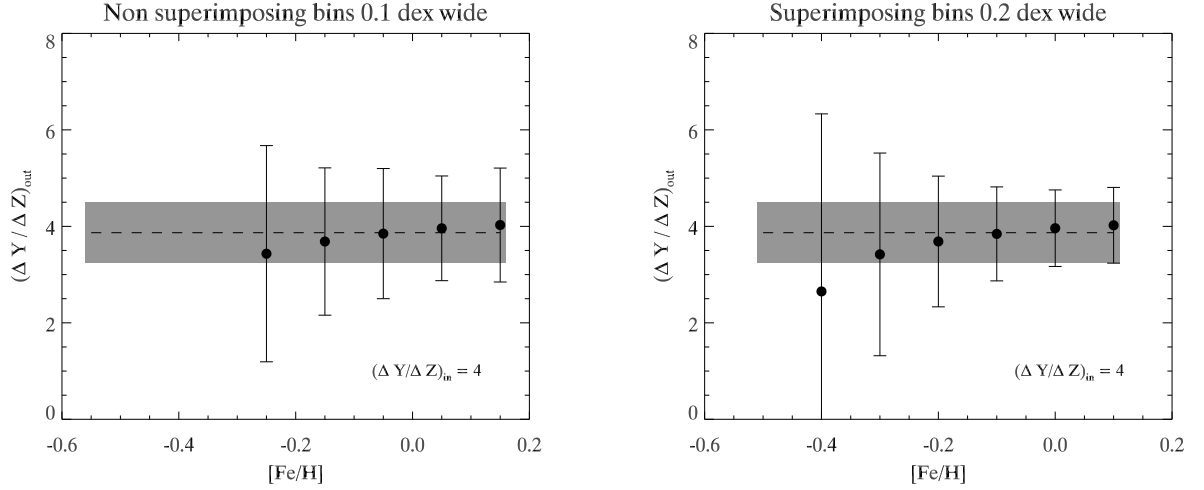 Non superimposing bins 0.1 dex wide
8
6
4
2
0
(Δ Y / Δ Z)out
(Δ Y/Δ Z)in = 4
-0.6 -0.4 -0.2 0.0 0.2
[Fe/H]
Superimposing bins 0.2 dex wide
8
6
4
2
0
(Δ Y / Δ Z)out
(Δ Y/Δ Z)in = 4
-0.6 -0.4 -0.2 0.0 0.2
[Fe/H]